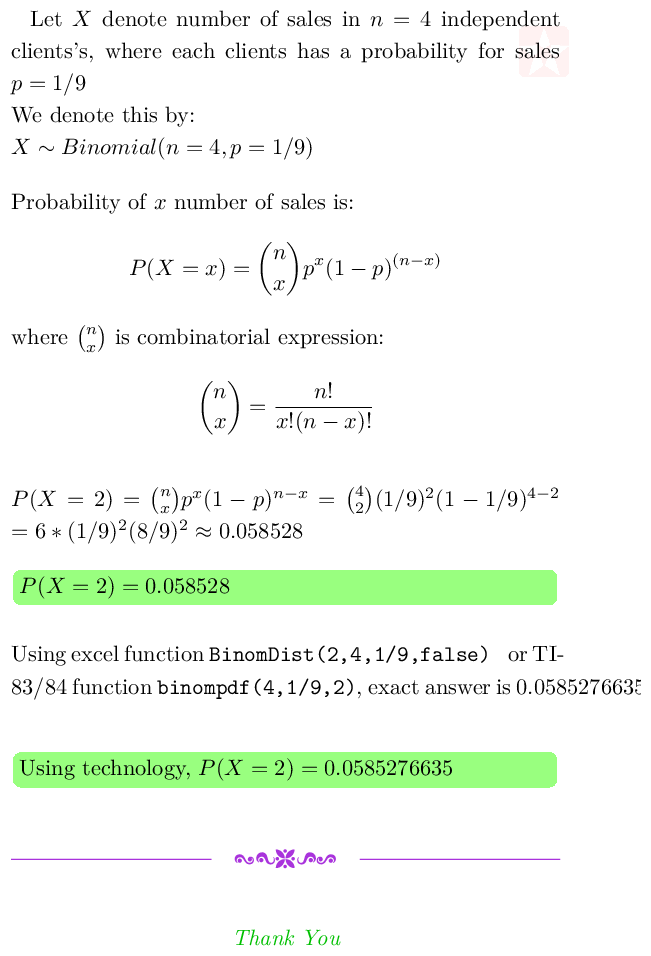 Let X denote number of sales in n = 4 independent
clients's, where each clients has a probability for sales
p = 1/9
We denote this by:
X ∼ Binomial(n = 4, p = 1/9)
Probability of x number of sales is:
P(X = x) = \binom{n}{x} p^x (1 − p)^{(n−x)}
where \binom{n}{x} is combinatorial expression:
\binom{n}{x} = \frac{n!}{x!(n − x)!}
P(X = 2) = \binom{n}{x} p^x (1 − p)^{n−x} = \binom{4}{2} (1/9)^2 (1 − 1/9)^{4−2}
= 6 ∗ (1/9)^2 (8/9)^2 ≈ 0.058528
P(X = 2) = 0.058528
Using excel function BinomDist(2,4,1/9,false) or TI-
83/84 function binompdf(4,1/9,2), exact answer is 0.058527663
Using technology, P(X = 2) = 0.0585276635
Thank You